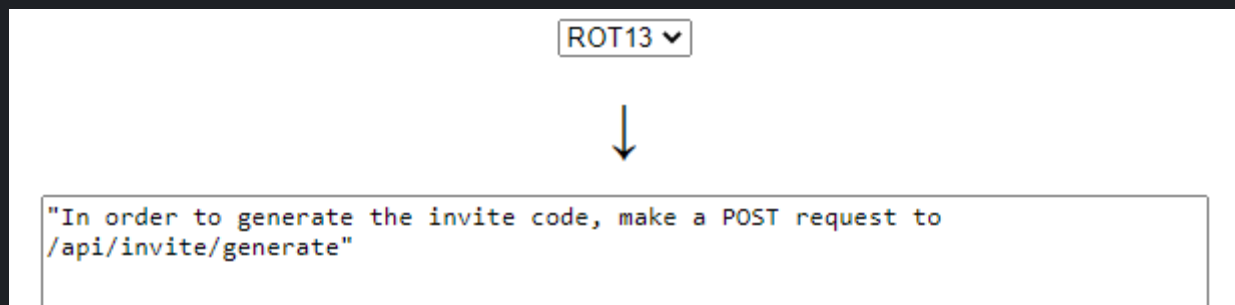 ROT13
"In order to generate the invite code, make a POST request to
/api/invite/generate"